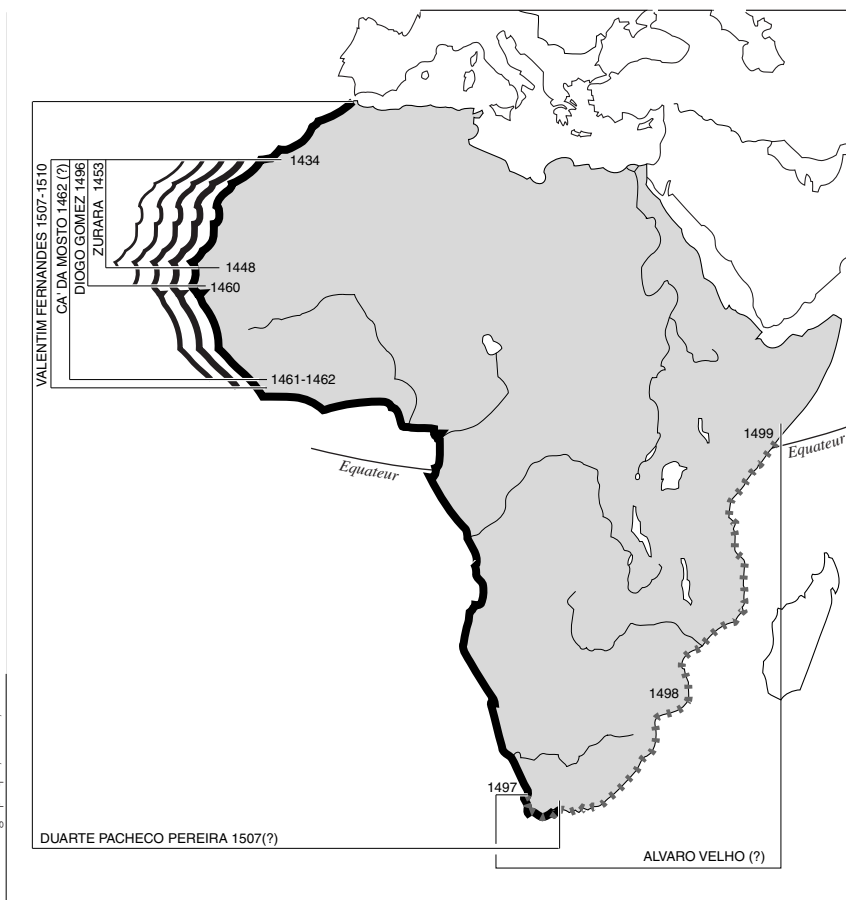 1434
VALENTIM FERNANDES 1507-1510
CA' DA MOSTO 1462 (?)
DIOGO GOMEZ 1496
ZURARA 1453
1448
1460
1461-1462
1499
Equateur
Equateur
1498
1497
DUARTE PACHECO PEREIRA 1507(?)
ALVARO VELHO (?)